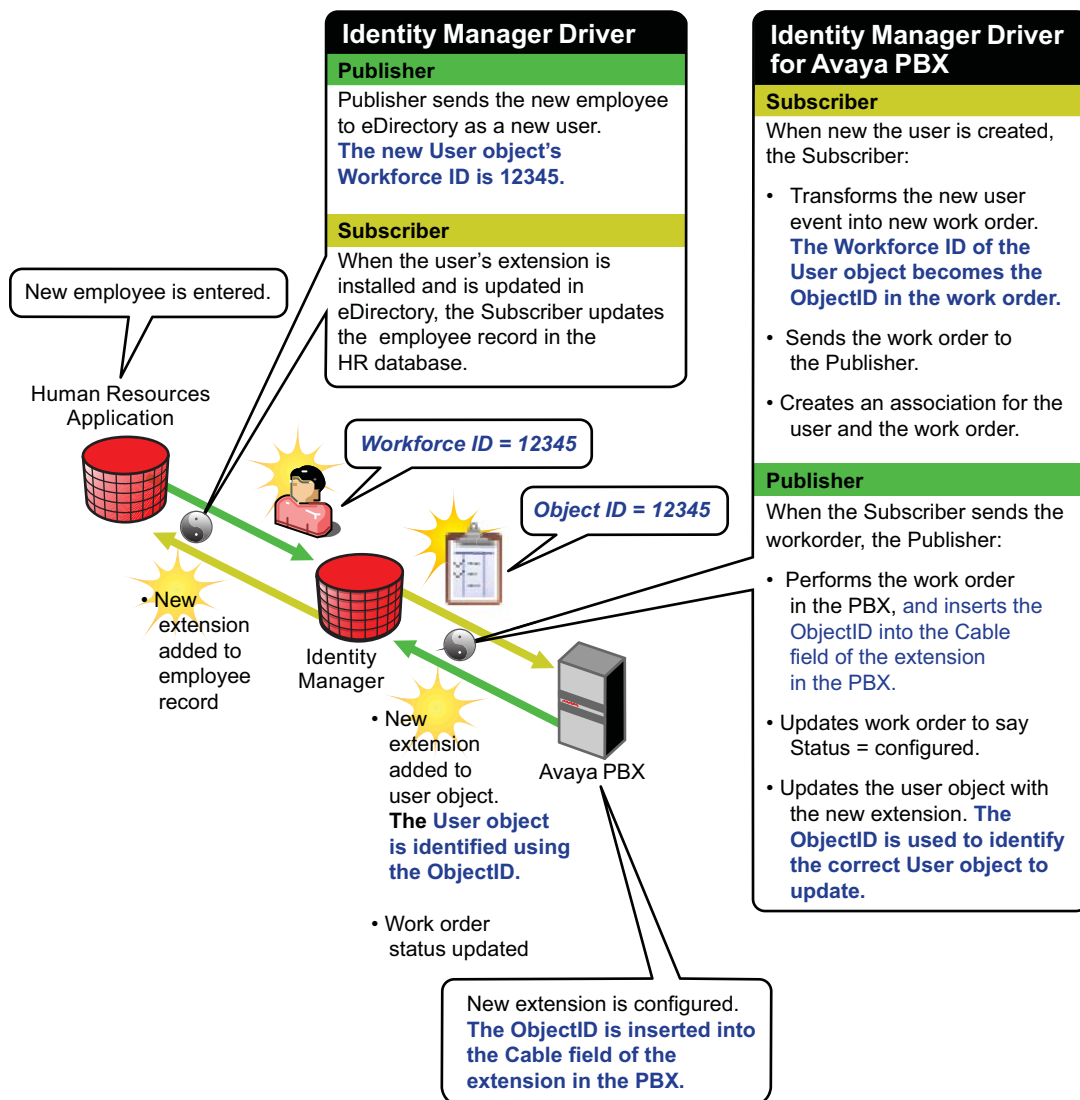 Identity Manager Driver
Publisher
Publisher sends the new employee
to eDirectory as a new user.
The new User object's
Workforce ID is 12345.
Subscriber
When the user's extension is
installed and is updated in
eDirectory, the Subscriber updates
the employee record in the
HR database.
Identity Manager Driver
for Avaya PBX
Subscriber
When new the user is created,
the Subscriber:
• Transforms the new user
event into new work order.
The Workforce ID of the
User object becomes the
ObjectID in the work order.
• Sends the work order to
the Publisher.
• Creates an association for the
user and the work order.
Publisher
When the Subscriber sends the
workorder, the Publisher:
• Performs the work order
in the PBX, and inserts the
ObjectID into the Cable
field of the extension
in the PBX.
• Updates work order to say
Status = configured.
• Updates the user object with
the new extension. The
ObjectID is used to identify
the correct User object to
update.
New employee is entered.
Human Resources
Application
Workforce ID = 12345
Object ID = 12345
• New
extension
added to
employee
record
Identity
Manager
• New
extension
added to
user object.
The User object
is identified using
the ObjectID.
• Work order
status updated
Avaya PBX
New extension is configured.
The ObjectID is inserted into
the Cable field of the
extension in the PBX.